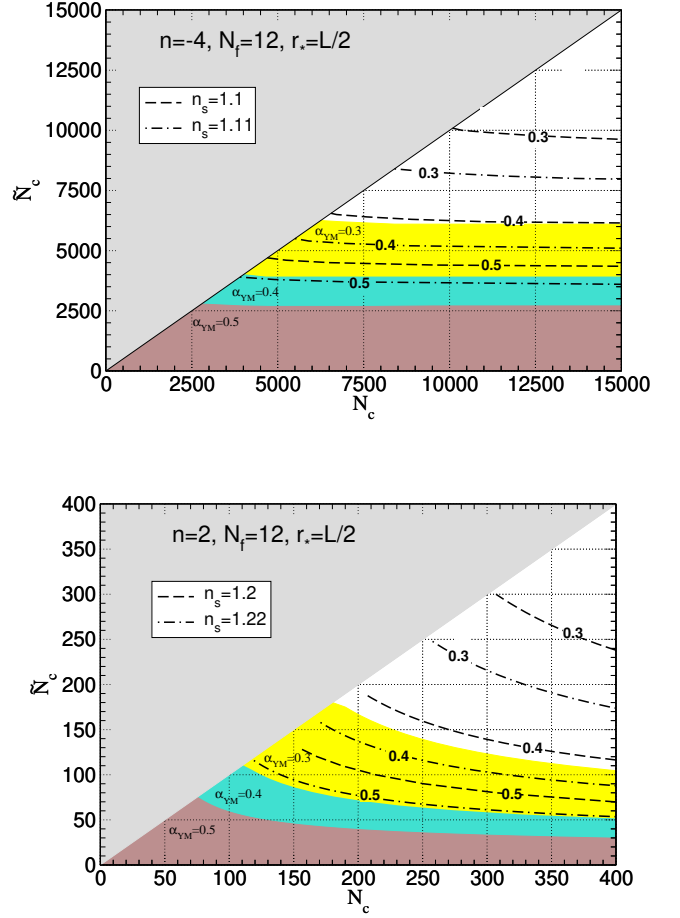 15000
n=-4, N_f=12, r_*=L/2
12500
n_s=1.1
n_s=1.11
10000
0.3
0.3
7500
Ñ_c
0.4
α_YM=0.3
0.4
5000
0.5
0.5
α_YM=0.4
2500
α_YM=0.5
0
0 2500 5000 7500 10000 12500 15000
N_c
400
n=2, N_f=12, r_*=L/2
350
n_s=1.2
n_s=1.22
300
0.3
250
0.3
200
Ñ_c
150
0.4
0.4
α_YM=0.3
100
0.5
0.5
α_YM=0.4
50
α_YM=0.5
0
0 50 100 150 200 250 300 350 400
N_c